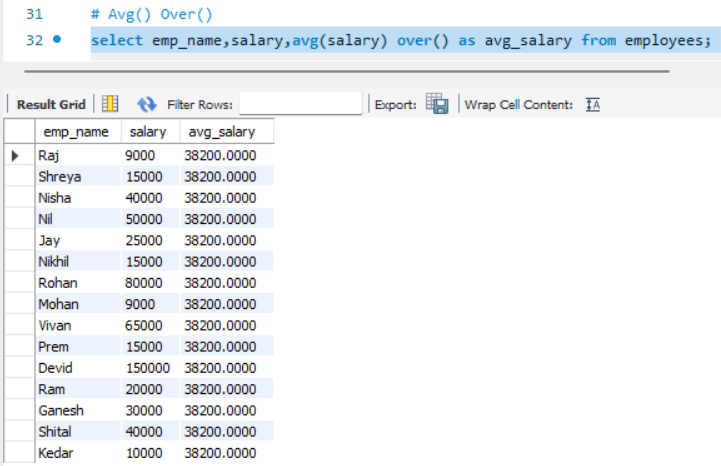 31 # Avg() Over()
32 select emp_name,salary,avg(salary) over() as avg_salary from employees;
Result Grid Filter Rows: Export: Wrap Cell Content: IA
emp_name salary avg_salary
Raj 9000 38200.0000
Shreya 15000 38200.0000
Nisha 40000 38200.0000
Nil 50000 38200.0000
Jay 25000 38200.0000
Nikhil 15000 38200.0000
Rohan 80000 38200.0000
Mohan 9000 38200.0000
Vivan 65000 38200.0000
Prem 15000 38200.0000
Devid 150000 38200.0000
Ram 20000 38200.0000
Ganesh 30000 38200.0000
Shital 40000 38200.0000
Kedar 10000 38200.0000